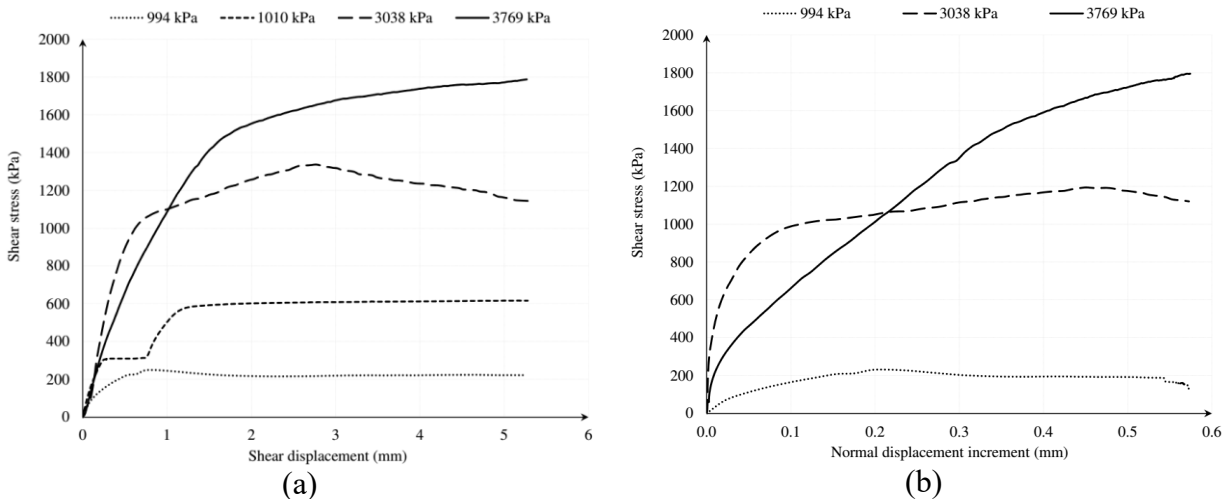 994 kPa 1010 kPa 3038 kPa 3769 kPa
2000
1800
1600
1400
1200
1000
800
600
400
200
0
Shear stress (kPa)
0 1 2 3 4 5 6
Shear displacement (mm)
(a)
994 kPa 3038 kPa 3769 kPa
2000
1800
1600
1400
1200
1000
800
600
400
200
0
Shear stress (kPa)
0.0 0.1 0.2 0.3 0.4 0.5 0.6
Normal displacement increment (mm)
(b)